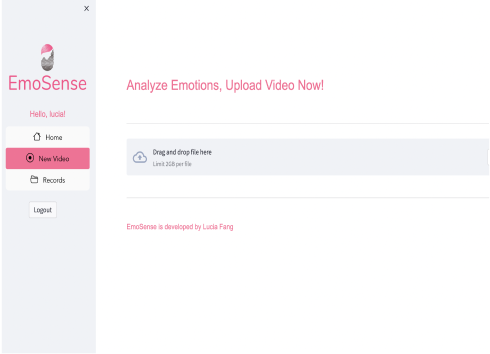 X
EmoSense
Hello, lucia!
Home
New Video
Records
Logout
Analyze Emotions, Upload Video Now!
Drag and drop file here
Limit 2GB per file
EmoSense is developed by Lucia Fang